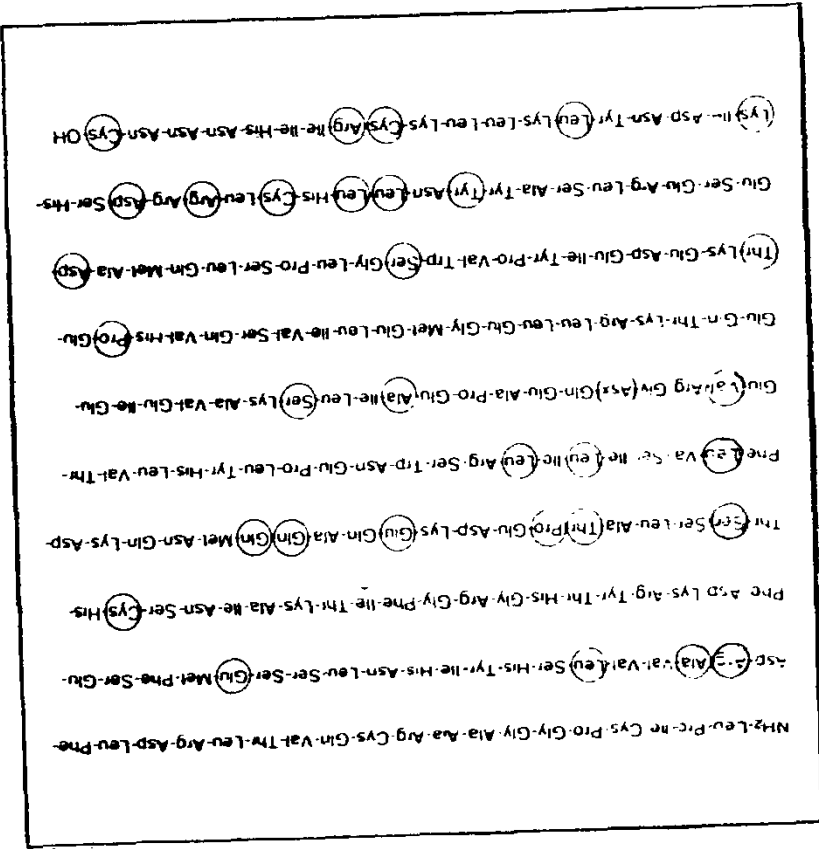 NH2-Leu-Pro-Ile Cys Pro-Gly-Gly-Ala-Ala Arg-Cys-Gln-Val-Thr-Leu-Arg-Asp-Leu-Phe-
Asp Ala Val-Val Leu Ser-His-Tyr-Ile-His-Asn-Leu-Ser-Ser Glu Met-Phe-Ser-Glu-
Phe Asp Lys-Arg-Tyr-Thr-His-Gly-Arg-Gly-Phe-Ile-Thr-Lys-Ala-Ile-Asn-Ser Cys His-
Thr Ser Ser-Leu-Ala Thr Pro Glu-Asp-Lys Glu Gln-Ala Gln Gln Met-Asn-Gln-Lys-Asp-
Phe Leu Ser Ile Leu Ile Leu Arg-Ser-Trp-Asn-Glu-Pro-Leu-Tyr-His-Leu-Val-Thr-
Glu Val Arg Gly (Asx) Gln-Glu-Ala-Pro-Glu Ala Ile-Leu Ser Lys-Ala-Val-Glu-Ile-Glu-
Glu-Gln-Thr-Lys-Arg-Leu-Leu-Leu-Glu-Gly-Met-Glu-Leu-Leu-Ile-Val-Ser-Gln-Val-His Pro Glu-
Thr Lys-Glu-Asp-Glu-Ile-Tyr-Pro-Val-Trp Ser Gly-Leu-Pro-Ser-Leu-Gln-Met-Ala Asp
Glu-Ser-Glu-Arg-Leu-Ser-Ala-Tyr Tyr Asn Leu Leu His Cys Leu Arg Arg Asp Ser-His-
Lys Ile-Asp-Asn-Tyr Leu Lys-Leu-Leu-Lys Cys Arg Ile-Ile-His-Asn-Asn-Asn Cys OH